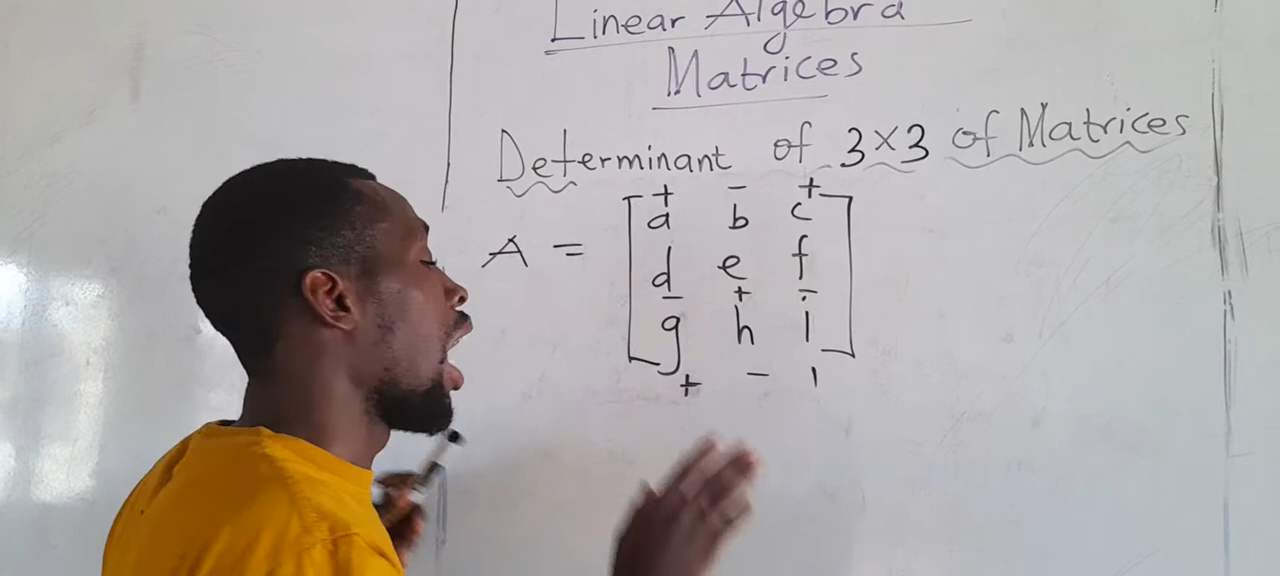 Linear Algebra
Matrices
Determinant of 3×3 of Matrices
+ − +
a b c
A = d e f
− + −
g h i
+ − ı